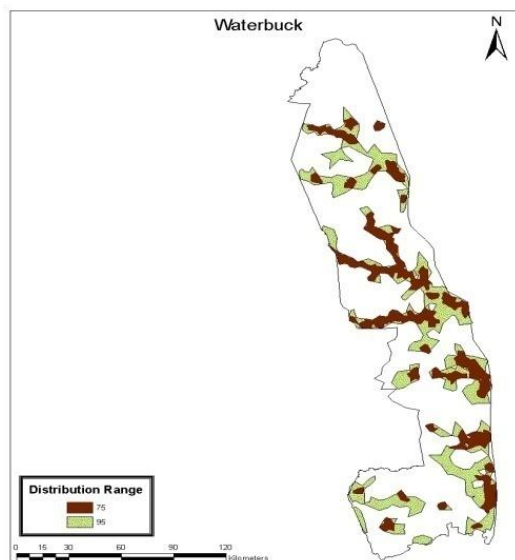 Waterbuck
N
Distribution Range
75
95
0 15 30 60 90 120
Kilometers